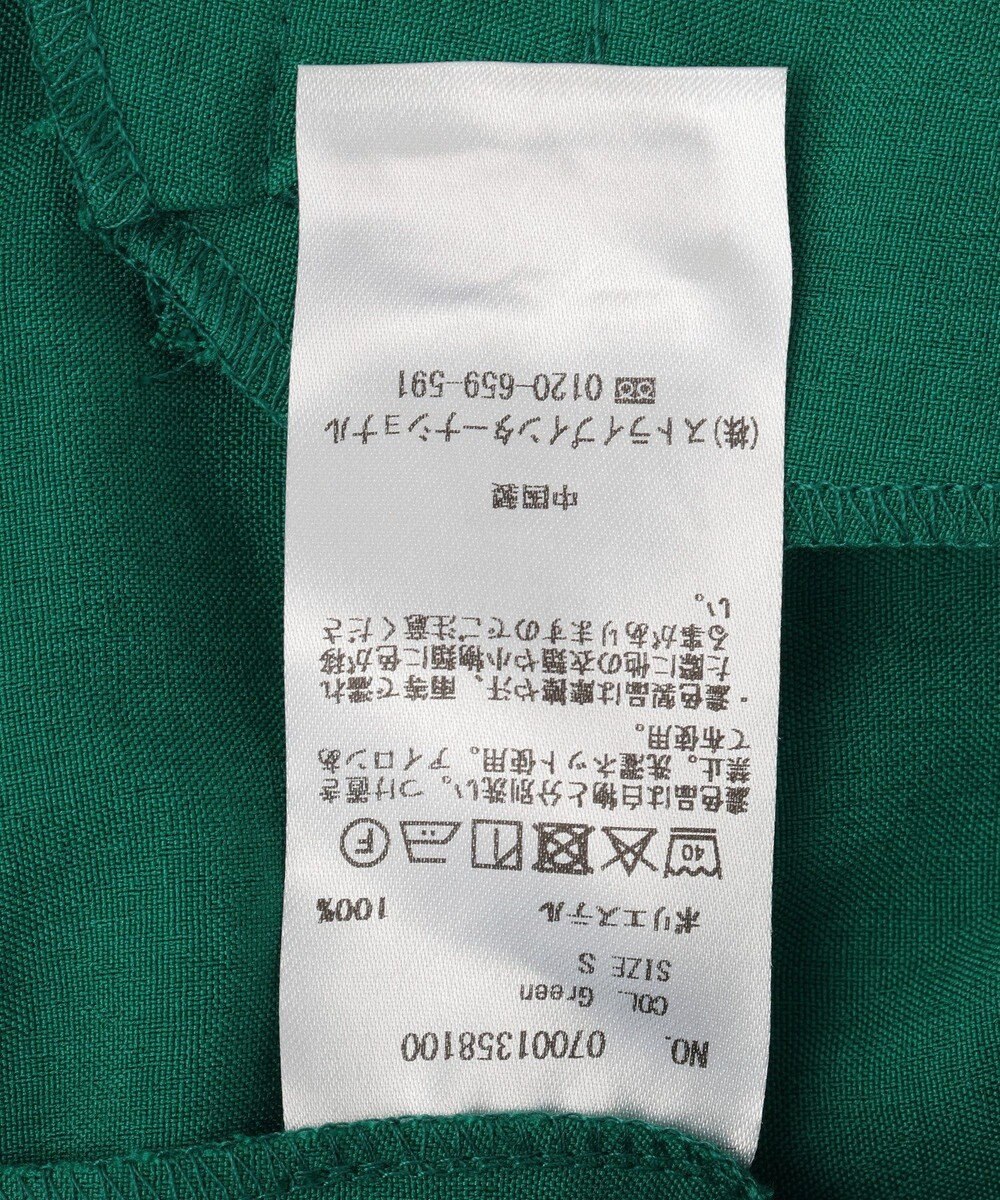 NO. 07001358100
COL. Green
SIZE S
ポリエステル 100%
40 F
濃色品は白物と分別洗い。つけ置き
禁止。洗濯ネット使用。アイロンあ
て布使用。
・濃色製品は摩擦や汗、雨等で濡れ
た際に他の衣類や小物類に色が移
る事がありますのでご注意くださ
い。
中国製
(株)ストライプインターナショナル
0120-659-591